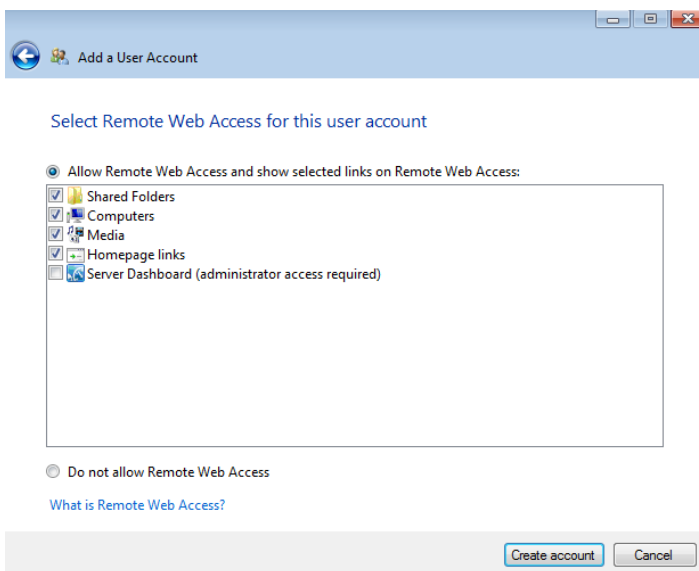 Add a User Account
Select Remote Web Access for this user account
Allow Remote Web Access and show selected links on Remote Web Access:
Shared Folders
Computers
Media
Homepage links
Server Dashboard (administrator access required)
Do not allow Remote Web Access
What is Remote Web Access?
Create account
Cancel